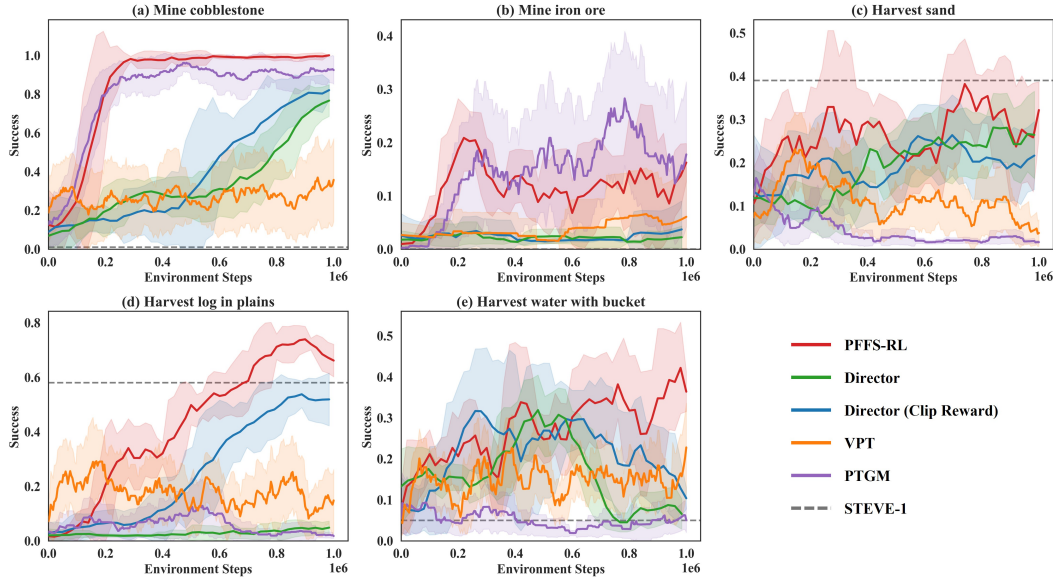 (a) Mine cobblestone
(b) Mine iron ore
(c) Harvest sand
Success
1.0
0.8
0.6
0.4
0.2
0.0
0.0 0.2 0.4 0.6 0.8 1.0
Environment Steps
1e6
Success
0.4
0.3
0.2
0.1
0.0
0.0 0.2 0.4 0.6 0.8 1.0
Environment Steps
1e6
Success
0.5
0.4
0.3
0.2
0.1
0.0
0.0 0.2 0.4 0.6 0.8 1.0
Environment Steps
1e6
(d) Harvest log in plains
(e) Harvest water with bucket
Success
0.8
0.6
0.4
0.2
0.0
0.0 0.2 0.4 0.6 0.8 1.0
Environment Steps
1e6
Success
0.5
0.4
0.3
0.2
0.1
0.0
0.0 0.2 0.4 0.6 0.8 1.0
Environment Steps
1e6
PFFS-RL
Director
Director (Clip Reward)
VPT
PTGM
STEVE-1